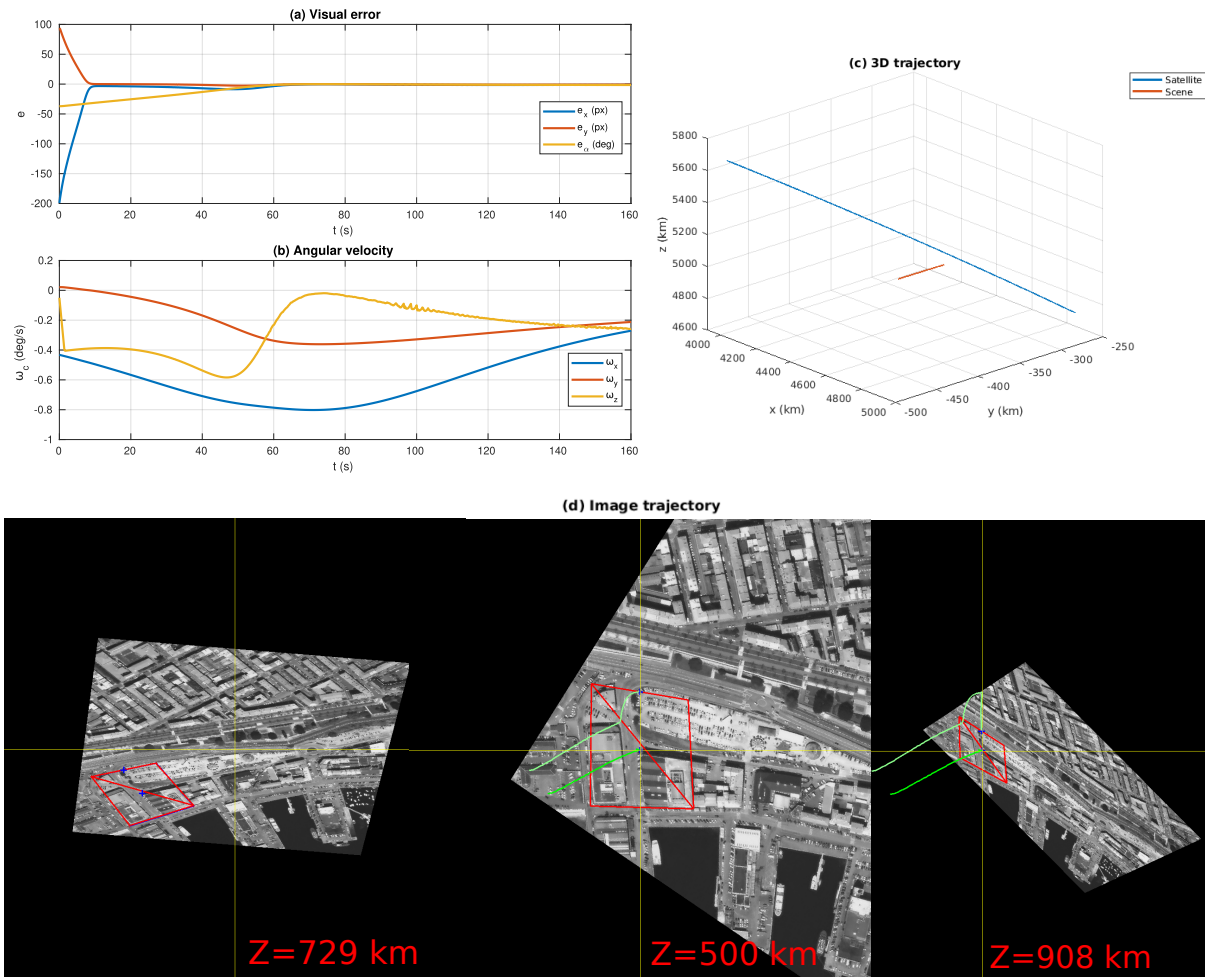 (a) Visual error
100
50
0
-50
-100
-150
-200
e
e_x (px)
e_y (px)
e_α (deg)
0 20 40 60 80 100 120 140 160
t (s)
(b) Angular velocity
0.2
0
-0.2
-0.4
-0.6
-0.8
-1
ω_c (deg/s)
ω_x
ω_y
ω_z
0 20 40 60 80 100 120 140 160
t (s)
(c) 3D trajectory
Satellite
Scene
5800
5600
5400
5200
5000
4800
4600
z (km)
4000
4200
4400
4600
4800
5000
x (km)
-500
-450
-400
-350
-300
-250
y (km)
(d) Image trajectory
Z=729 km
Z=500 km
Z=908 km